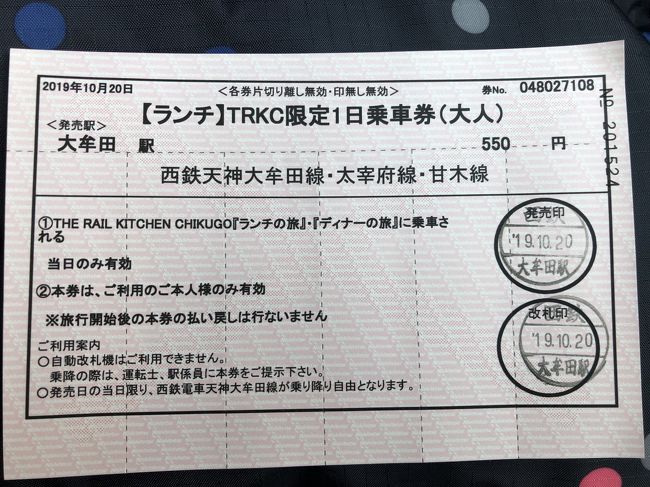 2019年10月20日 <各券片切り離し無効・印無し無効> 券No. 048027108
【ランチ】TRKC限定1日乗車券(大人)
<発売駅>
大牟田 駅 550 円
西鉄天神大牟田線・太宰府線・甘木線
№ 201524
①THE RAIL KITCHEN CHIKUGO『ランチの旅』・『ディナーの旅』に乗車さ
れる
当日のみ有効
②本券は、ご利用のご本人様のみ有効
※旅行開始後の本券の払い戻しは行ないません
ご利用案内
○自動改札機はご利用できません。
乗降の際は、運転士、駅係員に本券をご提示下さい。
○発売日の当日限り、西鉄電車天神大牟田線が乗り降り自由となります。
発売印
西鉄
'19.10.20
大牟田駅
改札印
西鉄
'19.10.20
大牟田駅